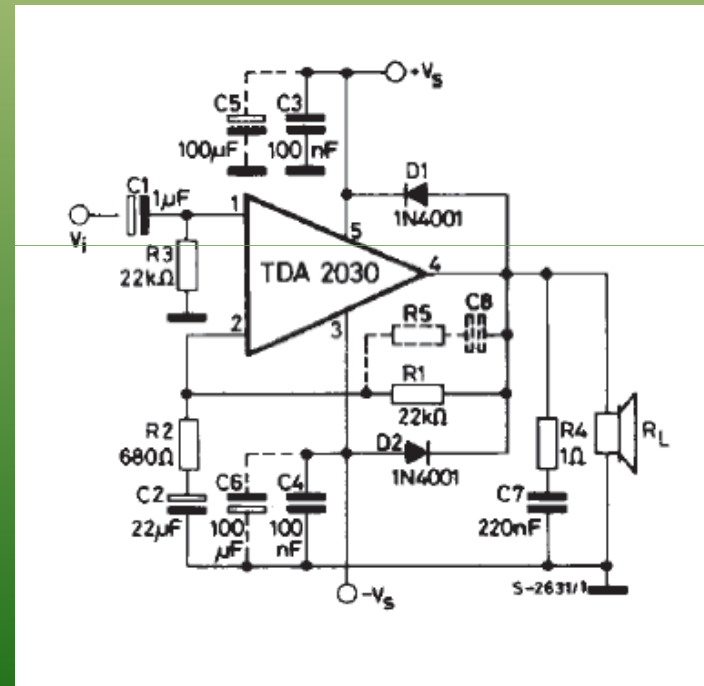 +Vs
C5 C3
100µF 100 nF
D1
1N4001
C1
1µF
Vi
1
5
R3
22kΩ
TDA 2030
4
2
3
R5
C8
R1
22kΩ
R2
680Ω
D2
1N4001
R4
1Ω
RL
C2
22µF
C6
100
µF
C4
100
nF
C7
220nF
-Vs
S-2631/1